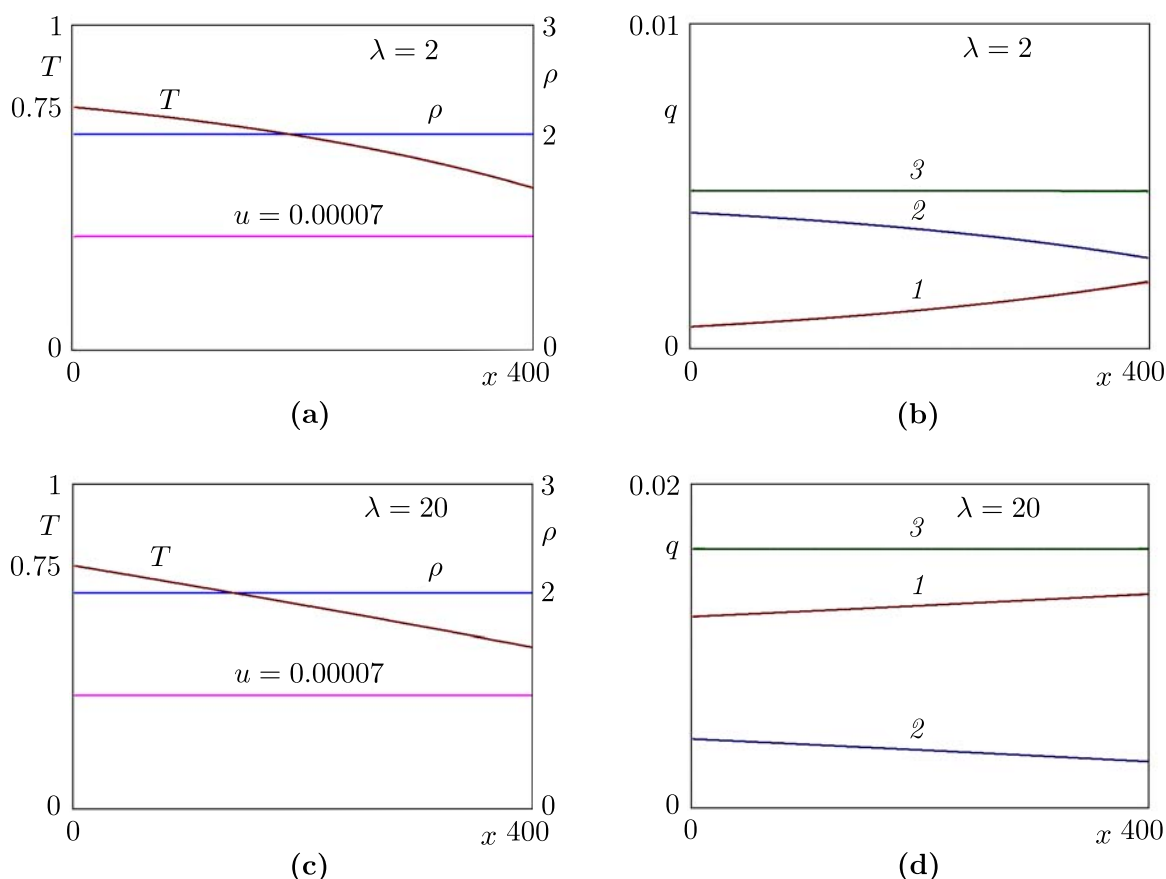 1 λ = 2 3
T ρ
0.75 T ρ 2
u = 0.00007
0 0
0 x 400
(a)
0.01 λ = 2
q
3
2
1
0
0 x 400
(b)
1 λ = 20 3
T ρ
0.75 T ρ 2
u = 0.00007
0 0
0 x 400
(c)
0.02 3 λ = 20
q
1
2
0
0 x 400
(d)